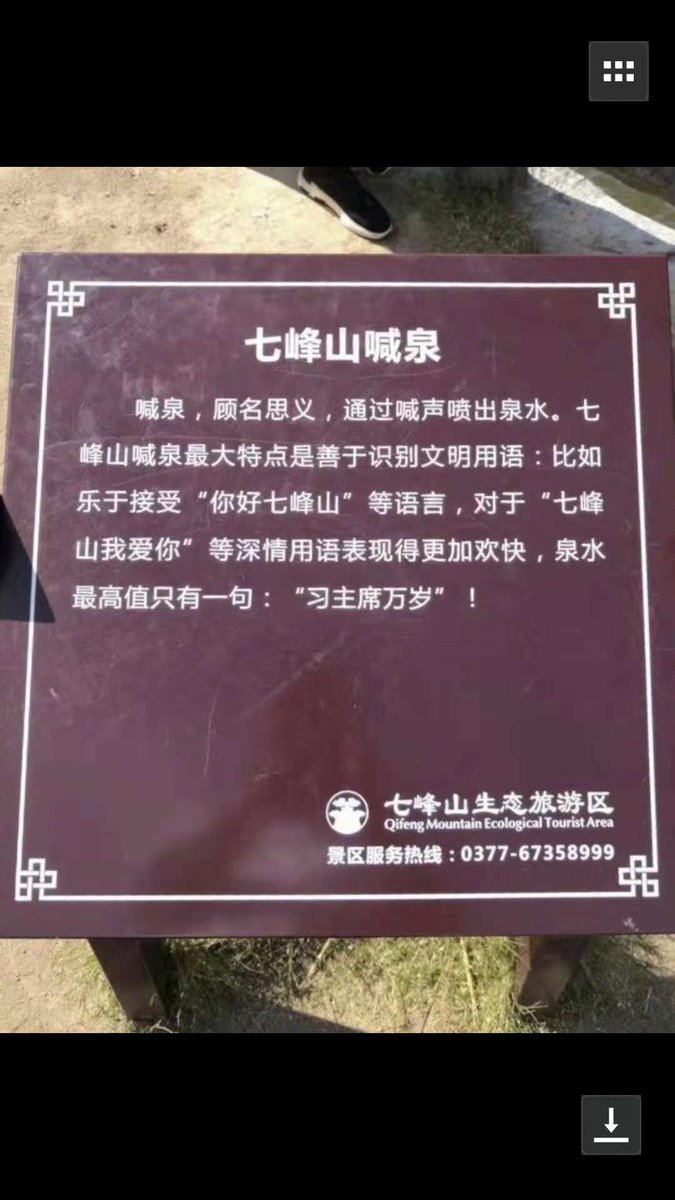 七峰山喊泉
喊泉，顾名思义，通过喊声喷出泉水。七
峰山喊泉最大特点是善于识别文明用语：比如
乐于接受“你好七峰山”等语言，对于“七峰
山我爱你”等深情用语表现得更加欢快，泉水
最高值只有一句：“习主席万岁”！
七峰山生态旅游区
Qifeng Mountain Ecological Tourist Area
景区服务热线：0377-67358999